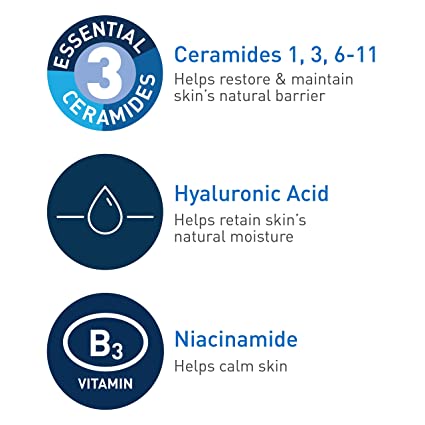 ESSENTIAL
3
CERAMIDES
Ceramides 1, 3, 6-11
Helps restore & maintain
skin's natural barrier
Hyaluronic Acid
Helps retain skin's
natural moisture
B3
VITAMIN
Niacinamide
Helps calm skin